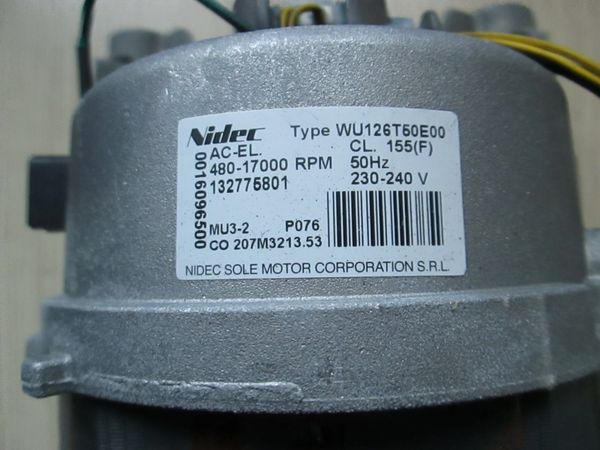 Nidec Type WU126T50E00
AC-EL. CL. 155(F)
480-17000 RPM 50Hz
132775801 230-240 V
0016096500
MU3-2 P076
CO 207M3213.53
NIDEC SOLE MOTOR CORPORATION S.R.L.